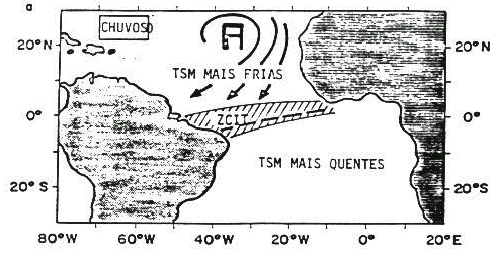 a
CHUVOSO
A
20°N
20°N
TSM MAIS FRIAS
ZCIT
0°
0°
TSM MAIS QUENTES
20°S
20°S
80°W 60°W 40°W 20°W 0° 20°E